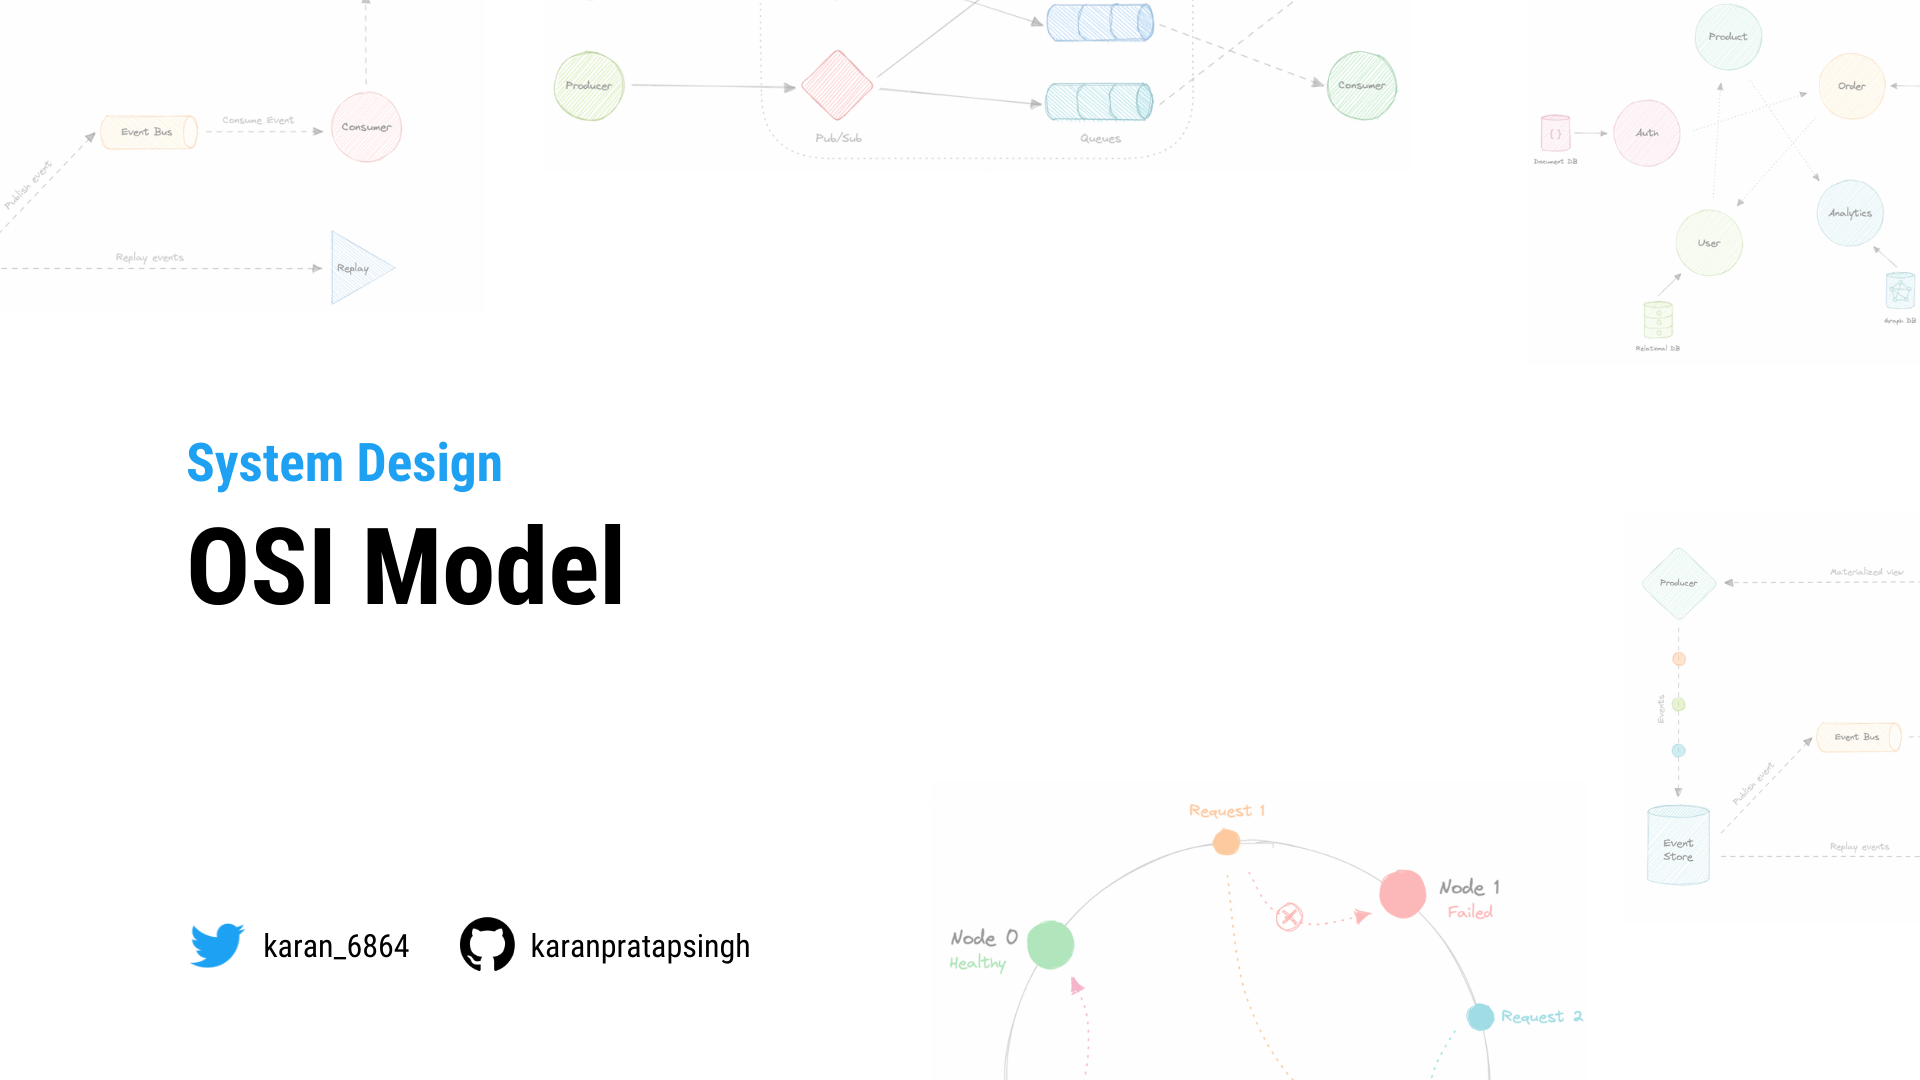 Publish event
Event Bus
Consume Event
Consumer
Replay events
Replay
Producer
Pub/Sub
Queues
Consumer
Product
Order
Auth
{ }
Document DB
Analytics
User
Graph DB
Relational DB
System Design
OSI Model
karan_6864
karanpratapsingh
Request 1
Node 1
Failed
Node 0
Healthy
Request 2
Producer
Materialized view
Events
Event Bus
Publish event
Event
Store
Replay events